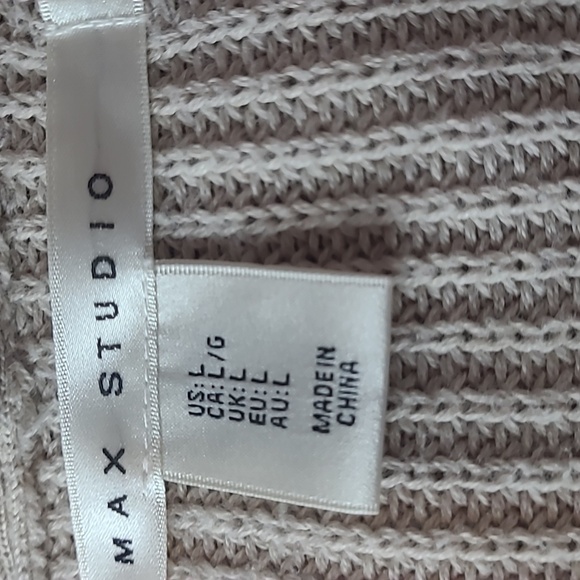 MAX STUDIO
US: L
CA: L/G
UK: L
EU: L
AU: L
MADE IN
CHINA